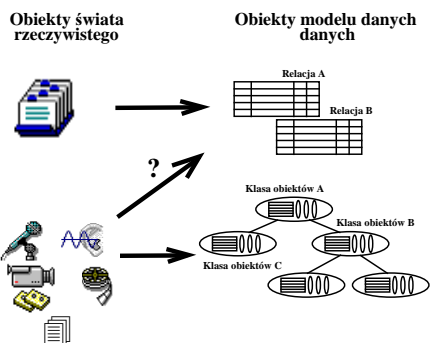 Obiekty świata
rzeczywistego
Obiekty modelu danych
danych
Relacja A
Relacja B
?
Klasa obiektów A
Klasa obiektów B
Klasa obiektów C